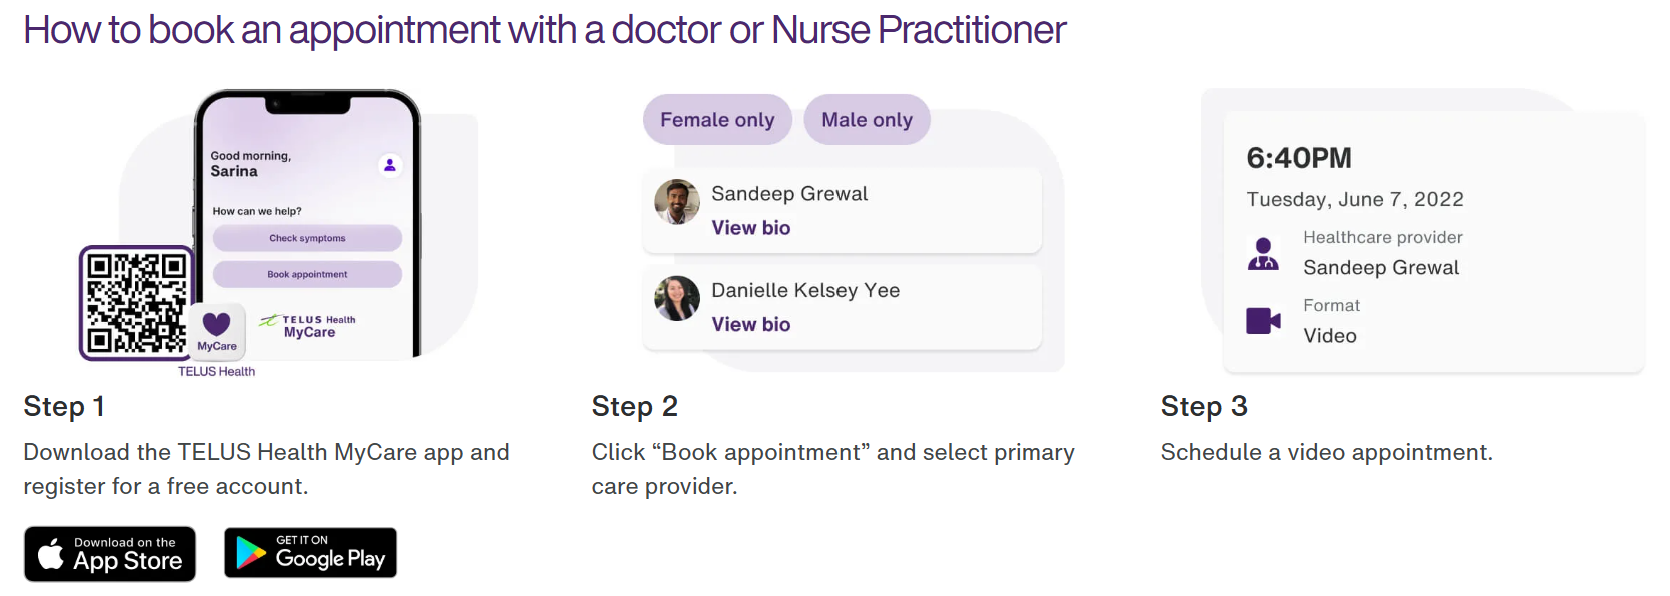 How to book an appointment with a doctor or Nurse Practitioner
Good morning,
Sarina
How can we help?
Check symptoms
Book appointment
TELUS Health
MyCare
MyCare
TELUS Health
Step 1
Download the TELUS Health MyCare app and
register for a free account.
Download on the
App Store
GET IT ON
Google Play
Female only
Male only
Sandeep Grewal
View bio
Danielle Kelsey Yee
View bio
Step 2
Click “Book appointment” and select primary
care provider.
6:40PM
Tuesday, June 7, 2022
Healthcare provider
Sandeep Grewal
Format
Video
Step 3
Schedule a video appointment.